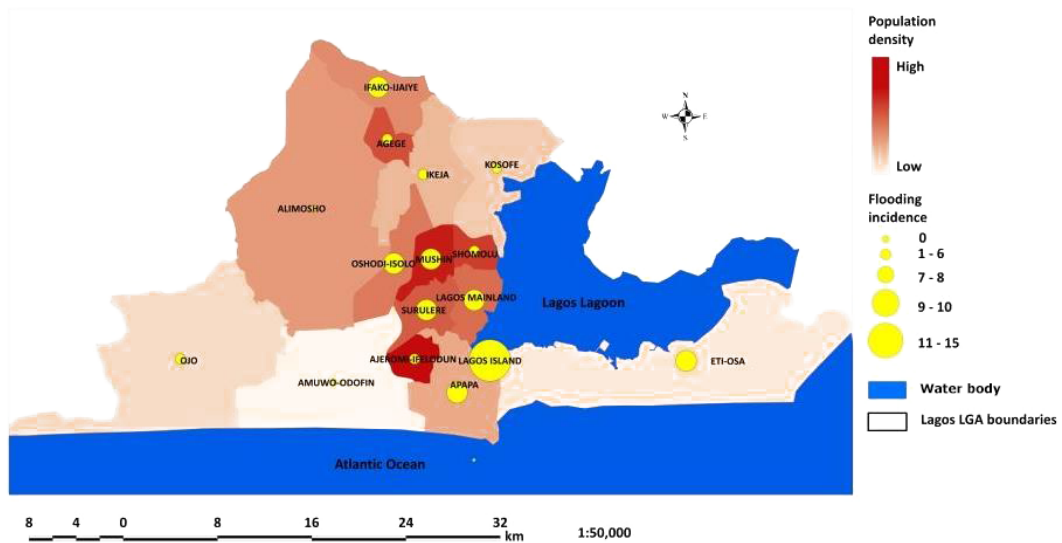 IFAKO-IJAIYE
AGEGE
IKEJA
KOSOFE
ALIMOSHO
OSHODI-ISOLO
MUSHIN
SHOMOLU
LAGOS MAINLAND
SURULERE
Lagos Lagoon
OJO
AJEROMI-IFELODUN
LAGOS ISLAND
ETI-OSA
AMUWO-ODOFIN
APAPA
Atlantic Ocean
N
W E
S
Population
density
High
Low
Flooding
incidence
0
1 - 6
7 - 8
9 - 10
11 - 15
Water body
Lagos LGA boundaries
8 4 0 8 16 24 32
km
1:50,000